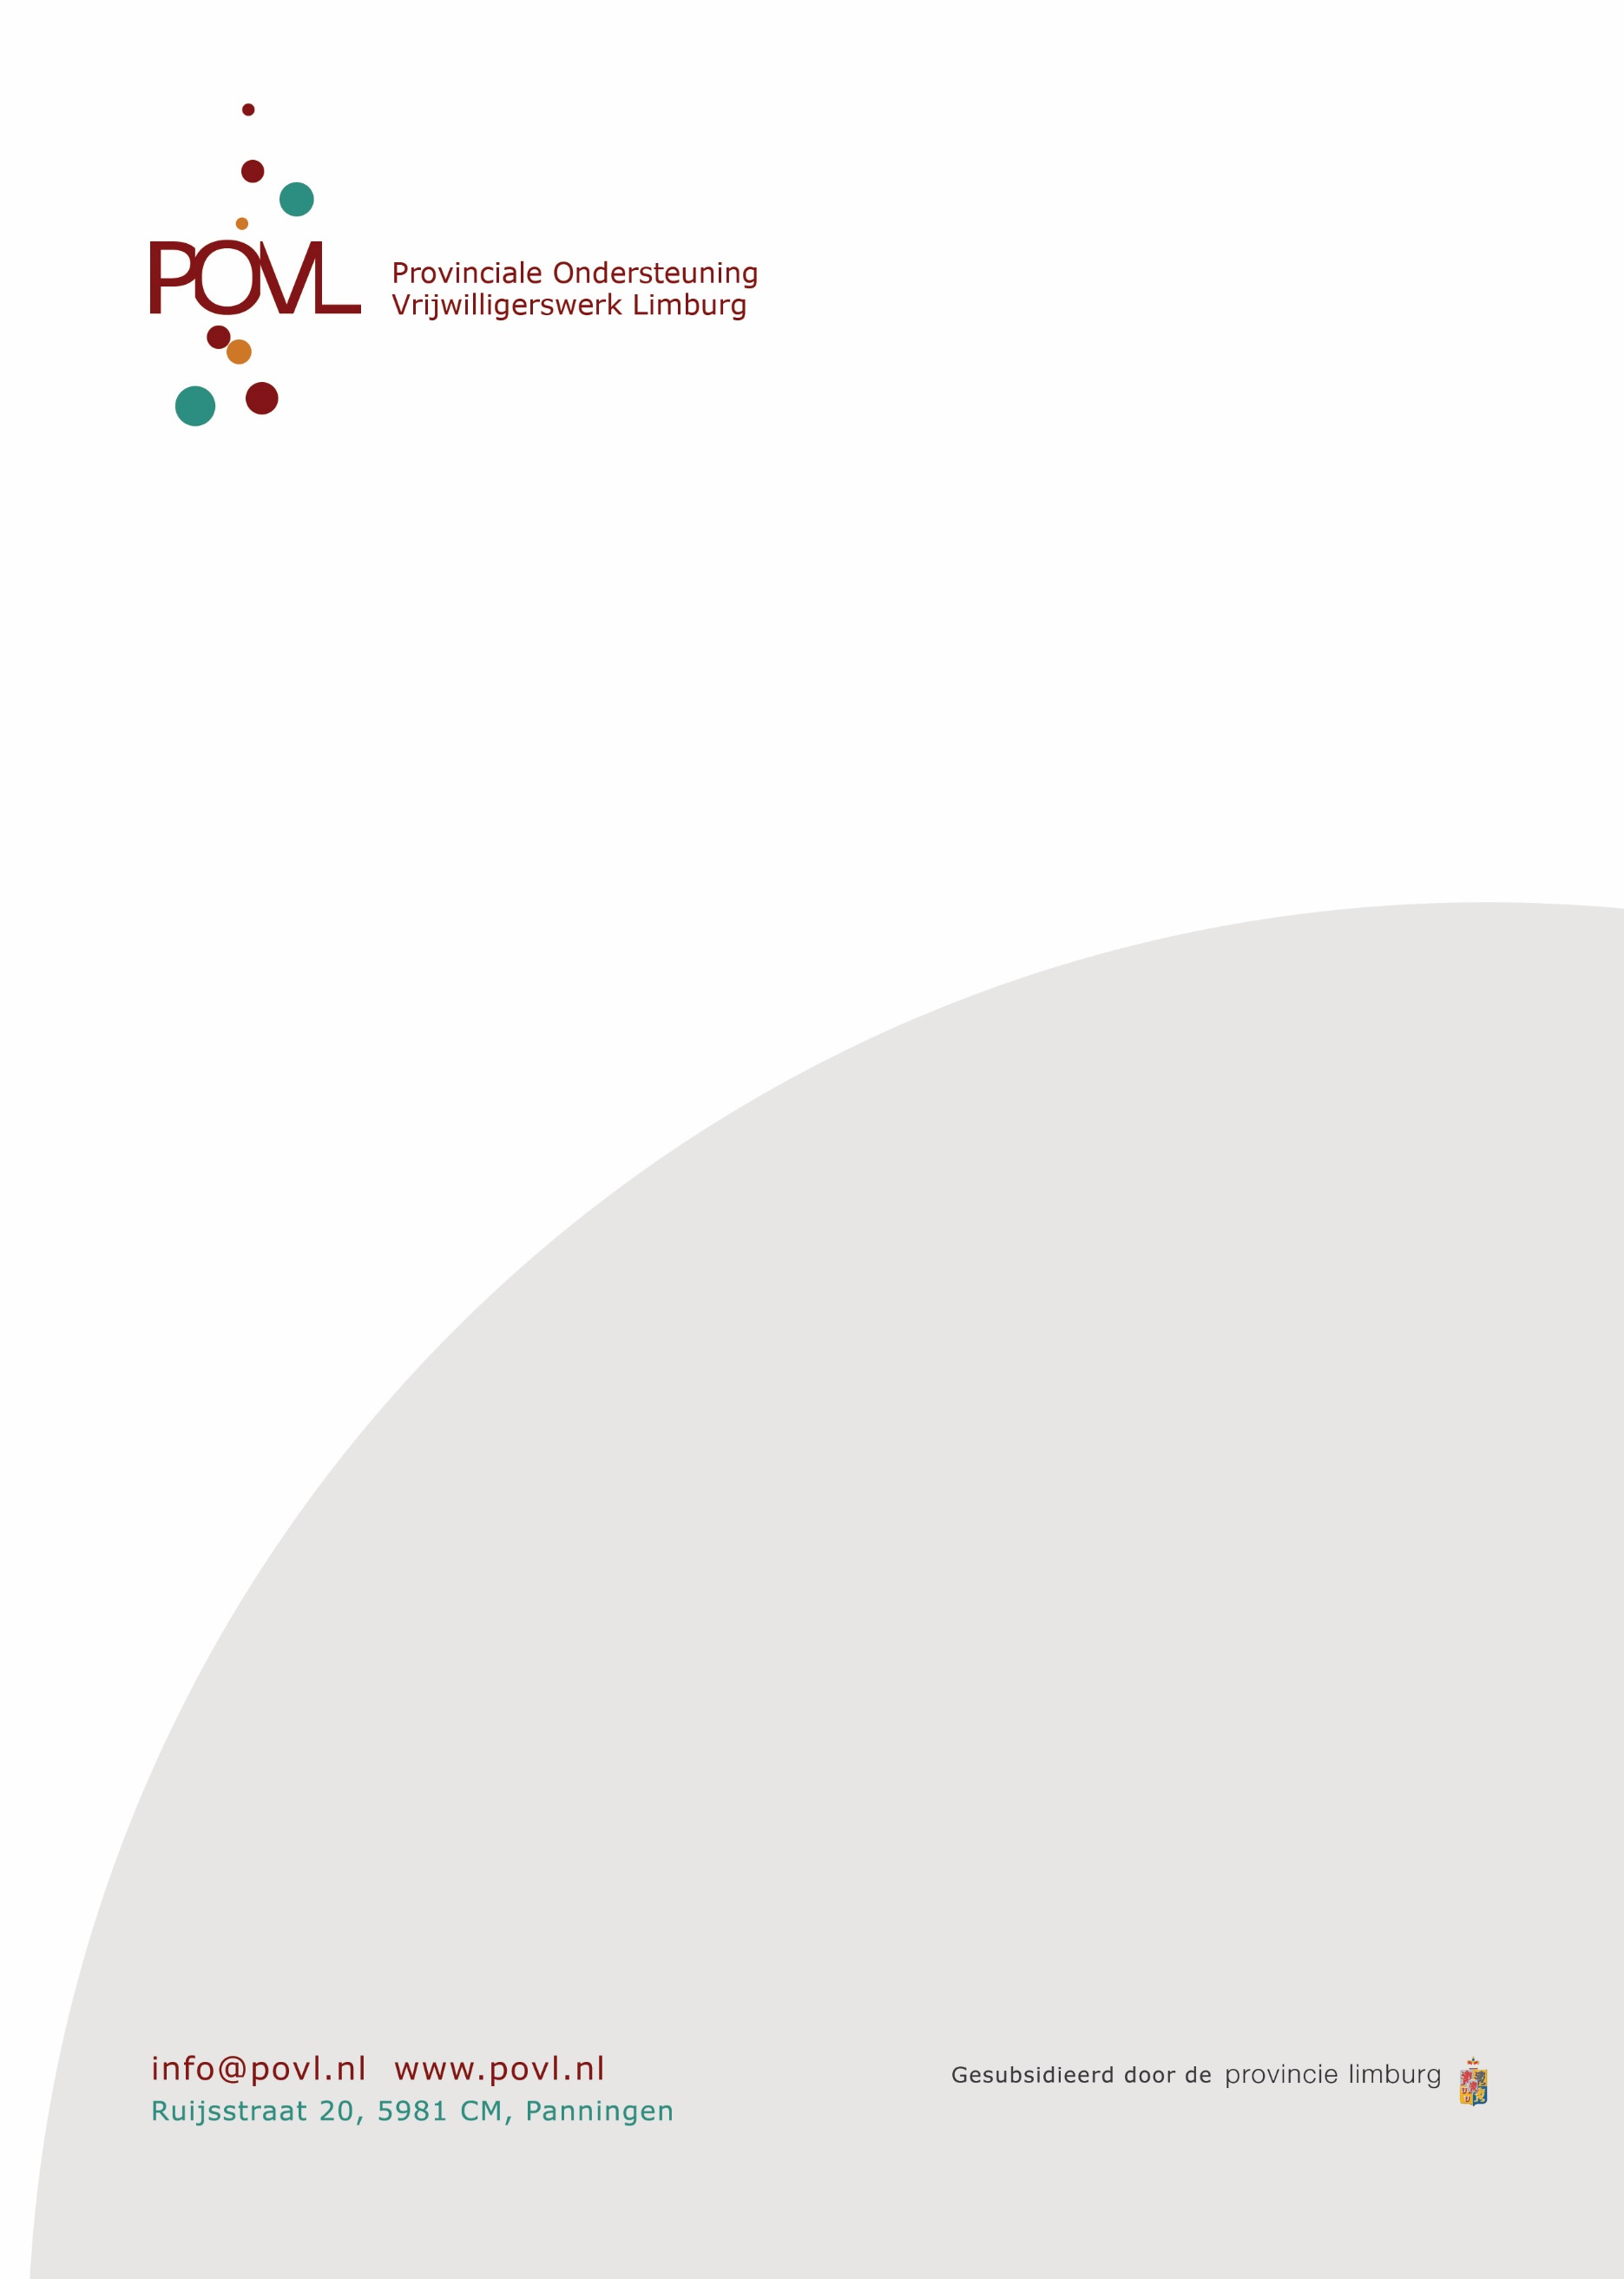 POVL
Provinciale Ondersteuning
Vrijwilligerswerk Limburg
info@povl.nl www.povl.nl
Ruijsstraat 20, 5981 CM, Panningen
Gesubsidieerd door de provincie limburg